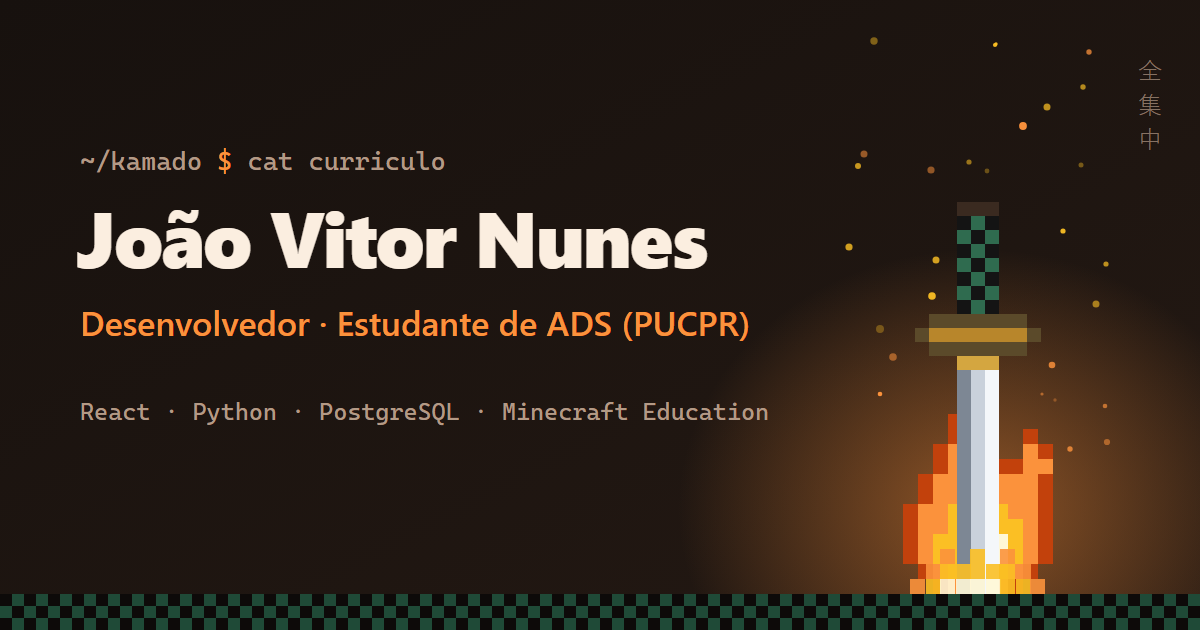 ~/kamado $ cat curriculo
João Vitor Nunes
Desenvolvedor · Estudante de ADS (PUCPR)
React · Python · PostgreSQL · Minecraft Education
全集中